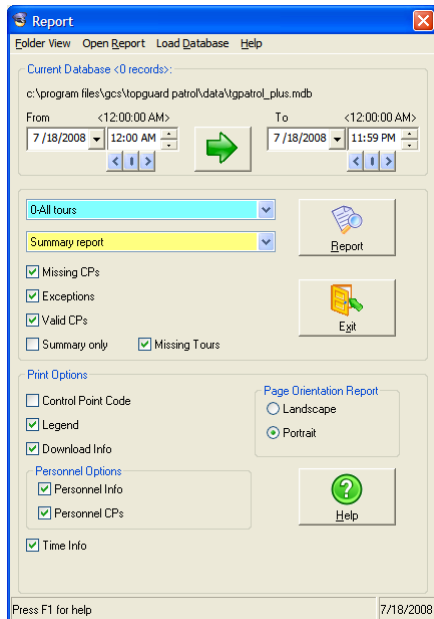 Report
Folder View Open Report Load Database Help
Current Database <0 records>:
c:\program files\gcs\topguard patrol\data\tgpatrol_plus.mdb
From <12:00:00 AM> To <12:00:00 AM>
7 /18/2008 12:00 AM 7 /18/2008 11:59 PM
0-All tours
Summary report
Report
Missing CPs
Exceptions
Valid CPs
Exit
Summary only Missing Tours
Print Options
Control Point Code
Legend
Download Info
Page Orientation Report
Landscape
Portrait
Personnel Options
Personnel Info
Personnel CPs
Help
Time Info
Press F1 for help 7/18/2008